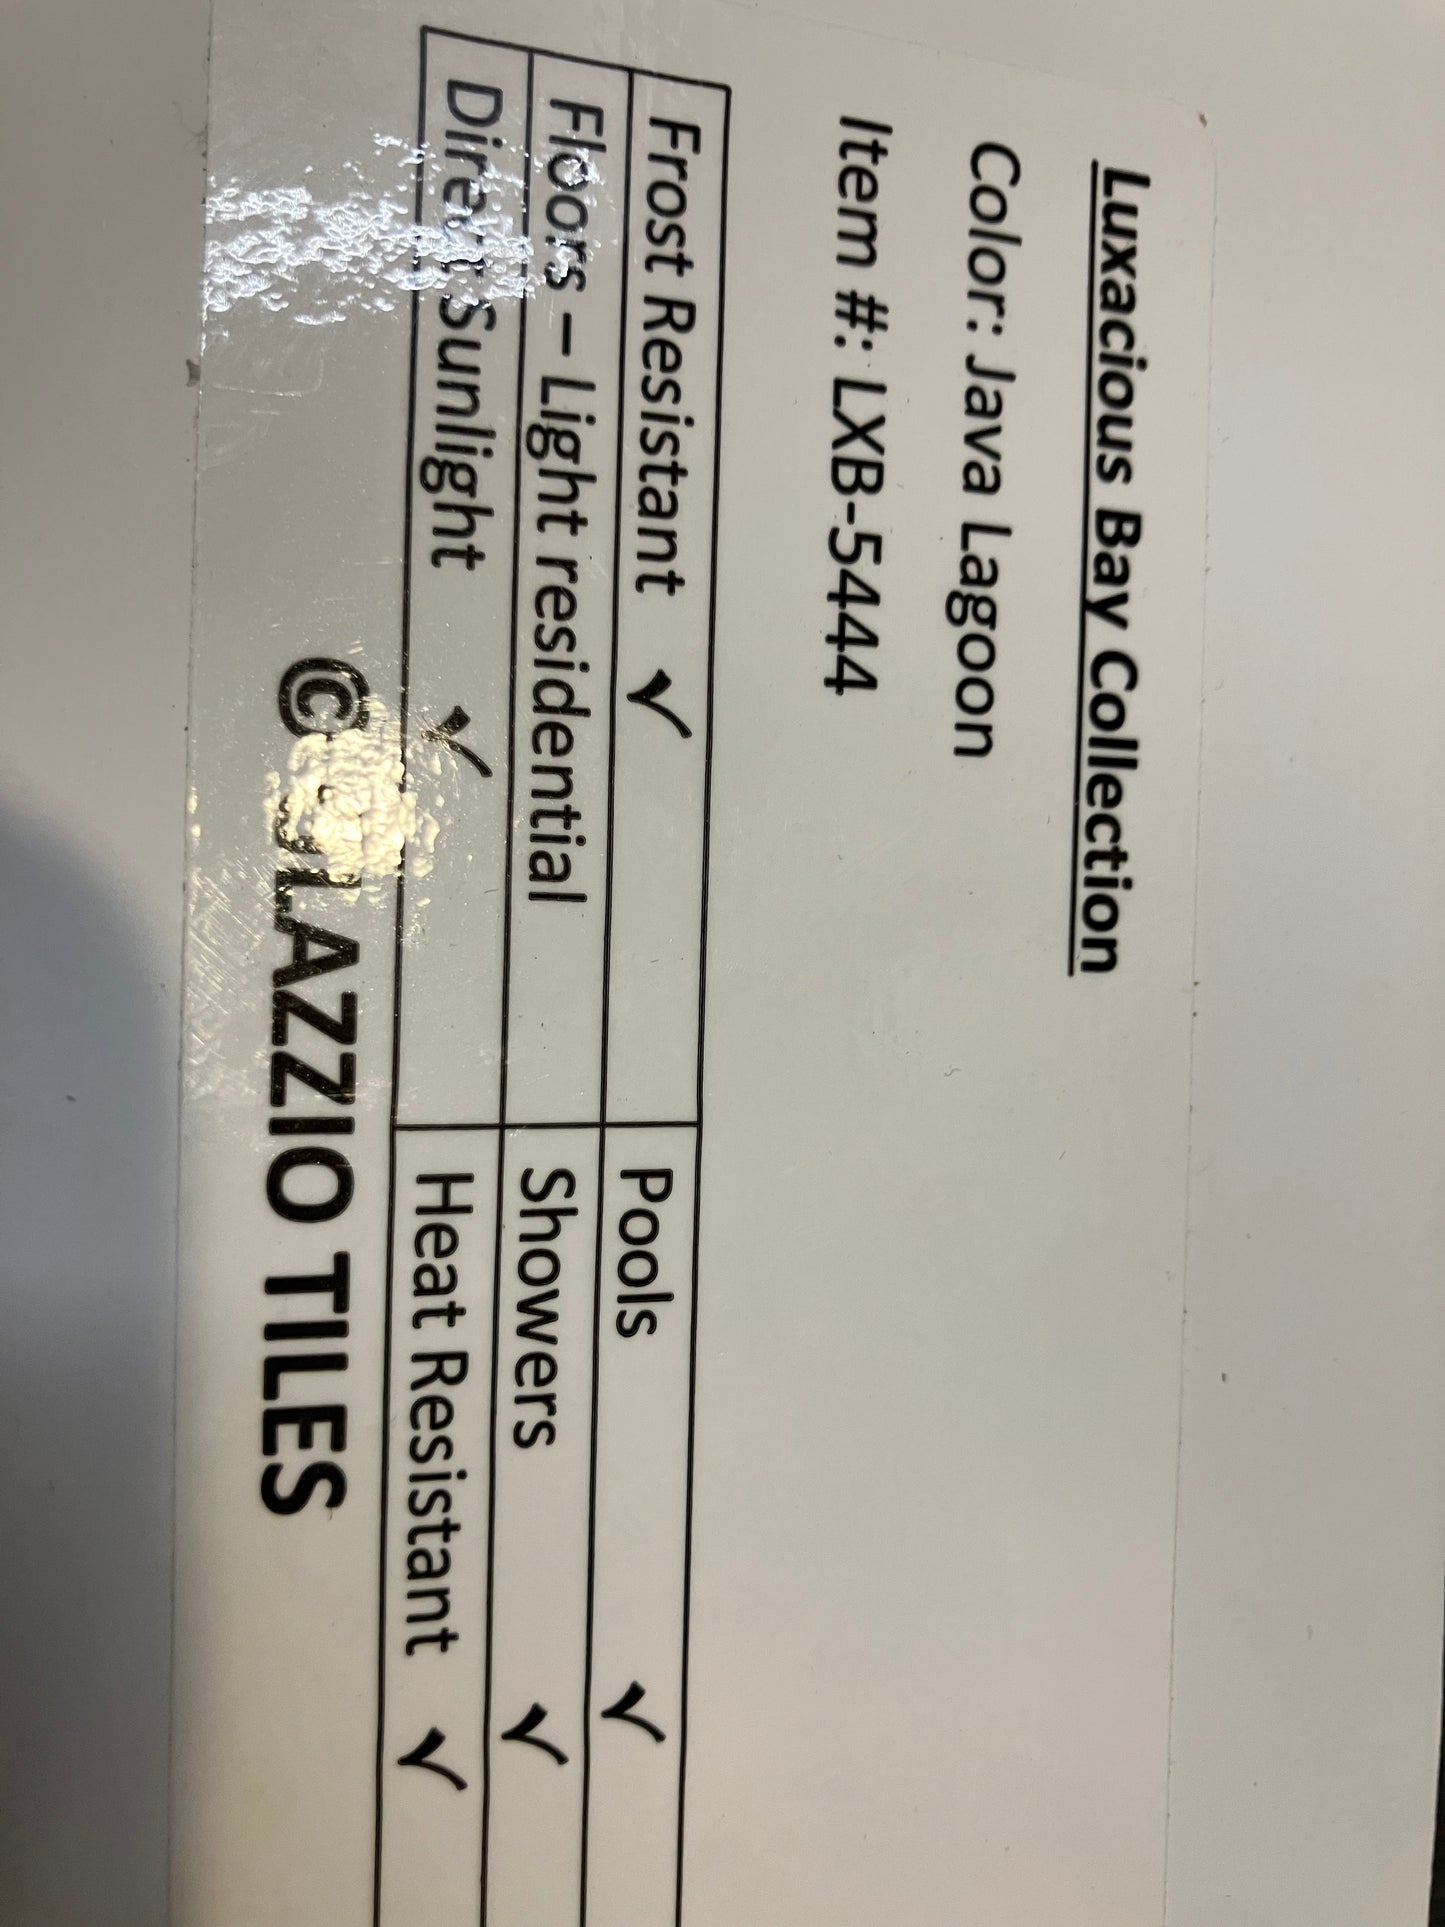 Luxacious Bay Collection
Color: Java Lagoon
Item #: LXB-5444
Frost Resistant ✓ Pools ✓
Floors – Light residential Showers ✓
Direct Sunlight ✓ Heat Resistant ✓
© GLAZZIO TILES